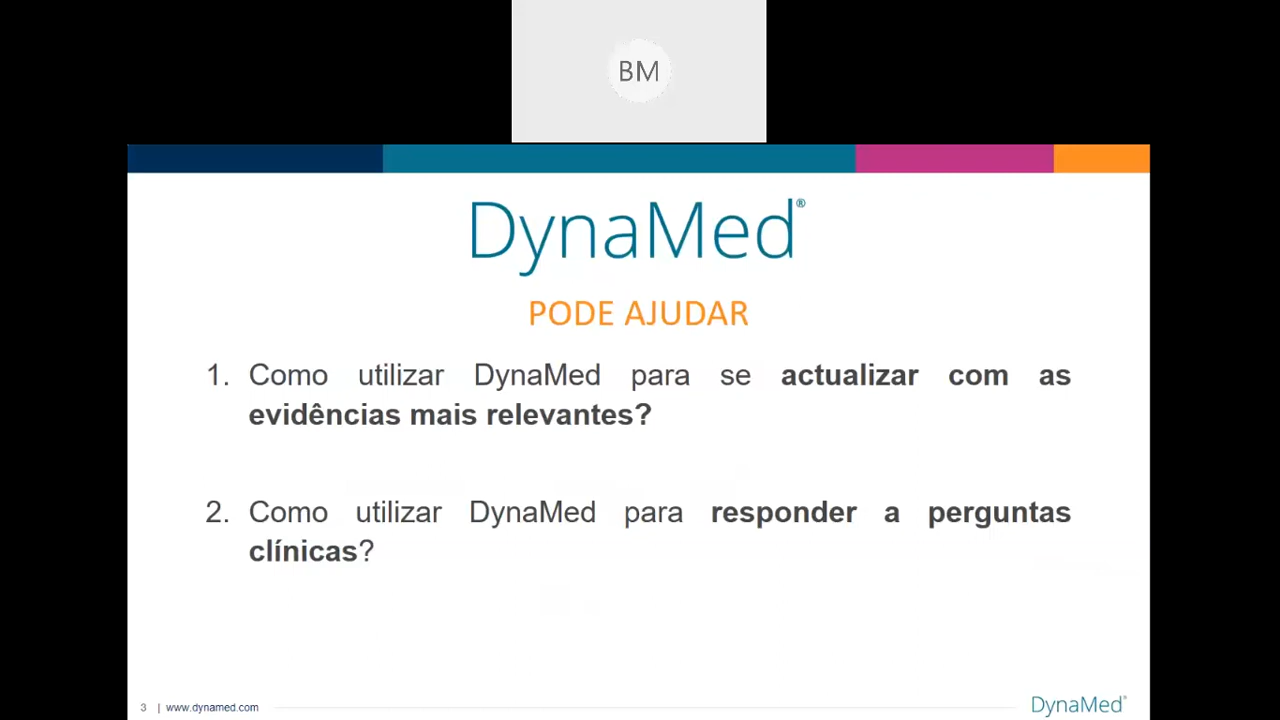 BM
DynaMed®
PODE AJUDAR
1. Como utilizar DynaMed para se actualizar com as
evidências mais relevantes?
2. Como utilizar DynaMed para responder a perguntas
clínicas?
3 | www.dynamed.com
DynaMed®